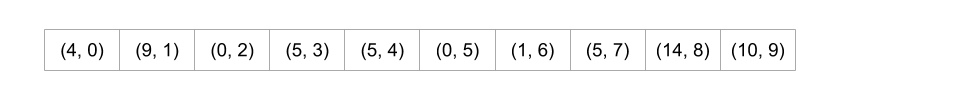 (4, 0) (9, 1) (0, 2) (5, 3) (5, 4) (0, 5) (1, 6) (5, 7) (14, 8) (10, 9)